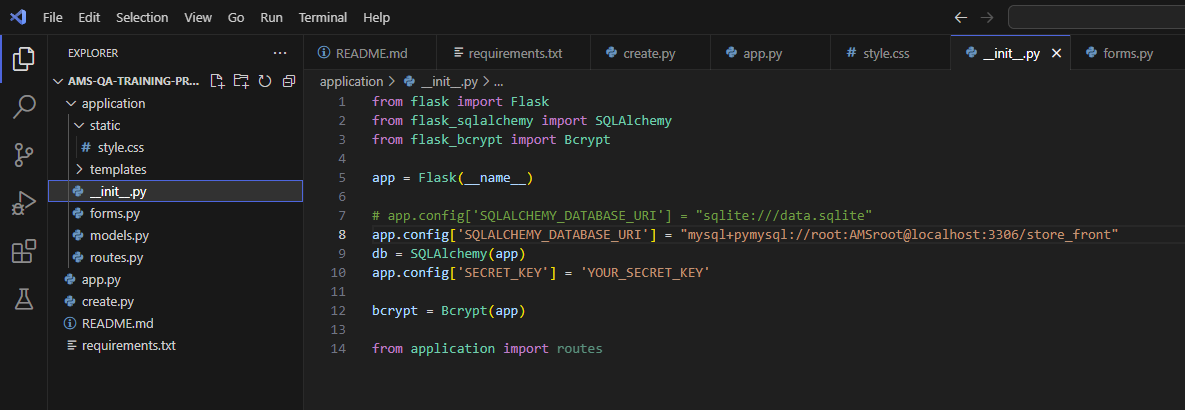 File Edit Selection View Go Run Terminal Help
EXPLORER
AMS-QA-TRAINING-PR...
application
static
# style.css
templates
__init__.py
forms.py
models.py
routes.py
app.py
create.py
README.md
requirements.txt
README.md requirements.txt create.py app.py # style.css __init__.py forms.py
application > __init__.py > ...
1 from flask import Flask
2 from flask_sqlalchemy import SQLAlchemy
3 from flask_bcrypt import Bcrypt
4
5 app = Flask(__name__)
6
7 # app.config['SQLALCHEMY_DATABASE_URI'] = "sqlite:///data.sqlite"
8 app.config['SQLALCHEMY_DATABASE_URI'] = "mysql+pymysql://root:AMSroot@localhost:3306/store_front"
9 db = SQLAlchemy(app)
10 app.config['SECRET_KEY'] = 'YOUR_SECRET_KEY'
11
12 bcrypt = Bcrypt(app)
13
14 from application import routes